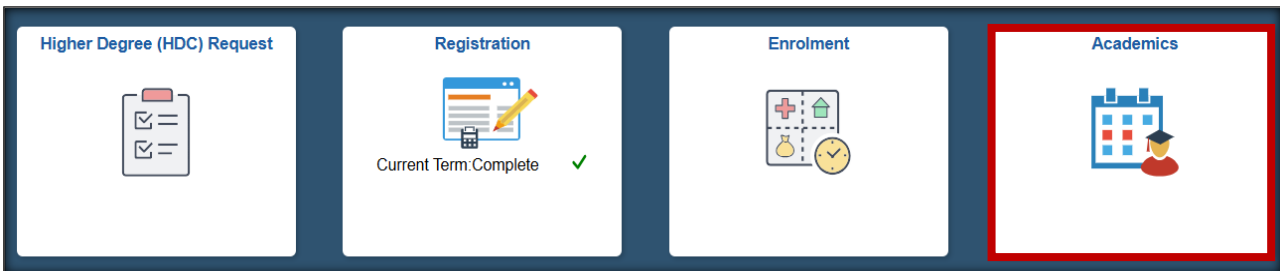 Higher Degree (HDC) Request
Registration
Current Term:Complete
Enrolment
Academics